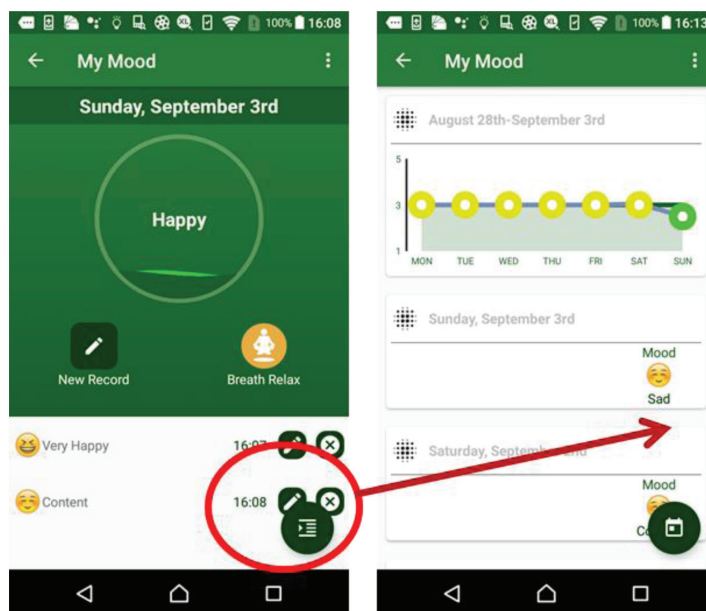 100% 16:08
My Mood
Sunday, September 3rd
Happy
New Record
Breath Relax
Very Happy 16:07
Content 16:08
100% 16:13
My Mood
August 28th-September 3rd
5
3
1
MON TUE WED THU FRI SAT SUN
Sunday, September 3rd
Mood
Sad
Saturday, September 2nd
Mood